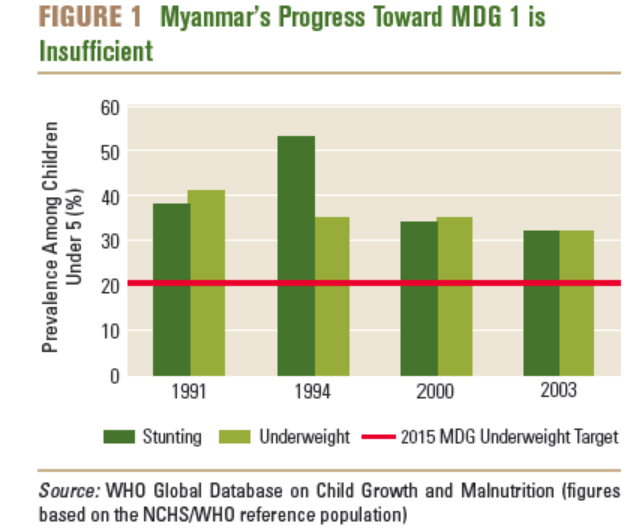 FIGURE 1 Myanmar's Progress Toward MDG 1 is
Insufficient
Prevalence Among Children
Under 5 (%)
60
50
40
30
20
10
0
1991
1994
2000
2003
Stunting
Underweight
2015 MDG Underweight Target
Source: WHO Global Database on Child Growth and Malnutrition (figures
based on the NCHS/WHO reference population)